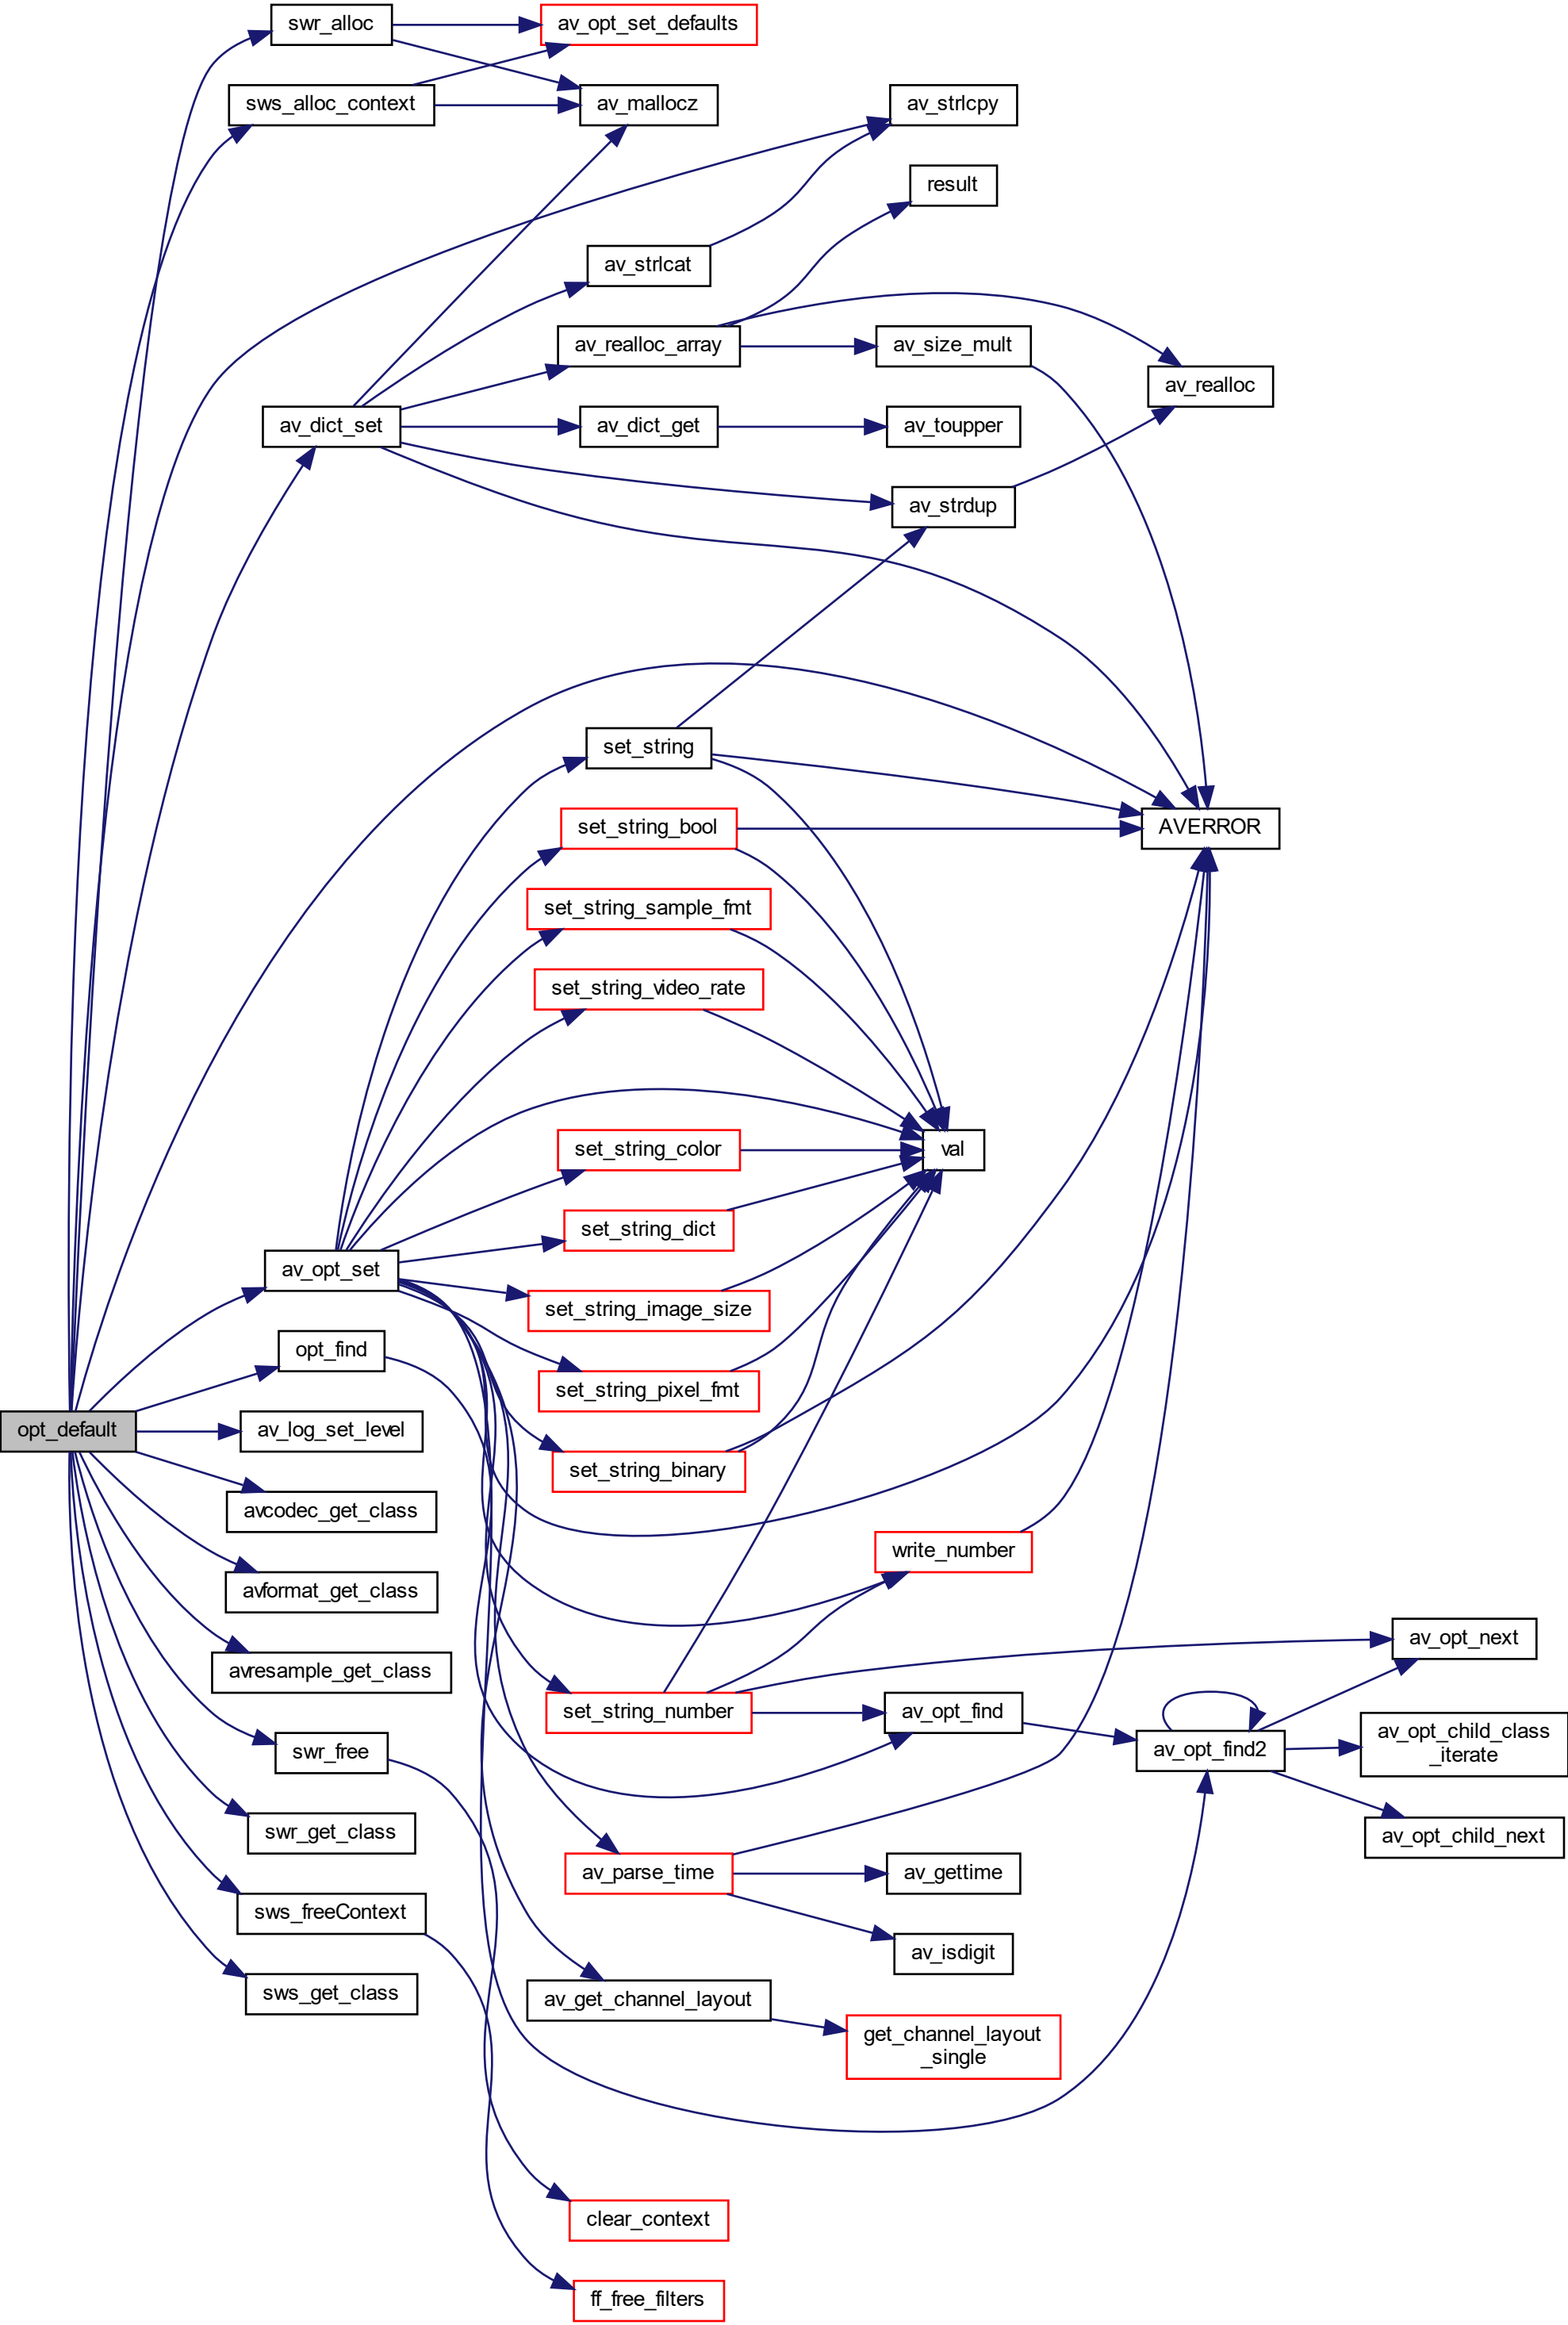 swr_alloc
av_opt_set_defaults
sws_alloc_context
av_mallocz
av_strlcpy
result
av_strlcat
av_realloc_array
av_size_mult
av_realloc
av_dict_set
av_dict_get
av_toupper
av_strdup
set_string
set_string_bool
AVERROR
set_string_sample_fmt
set_string_video_rate
set_string_color
val
set_string_dict
av_opt_set
set_string_image_size
opt_find
set_string_pixel_fmt
opt_default
av_log_set_level
set_string_binary
avcodec_get_class
write_number
avformat_get_class
av_opt_next
avresample_get_class
set_string_number
av_opt_find
av_opt_find2
av_opt_child_class
_iterate
swr_free
swr_get_class
av_opt_child_next
av_parse_time
av_gettime
sws_freeContext
av_isdigit
sws_get_class
av_get_channel_layout
get_channel_layout
_single
clear_context
ff_free_filters